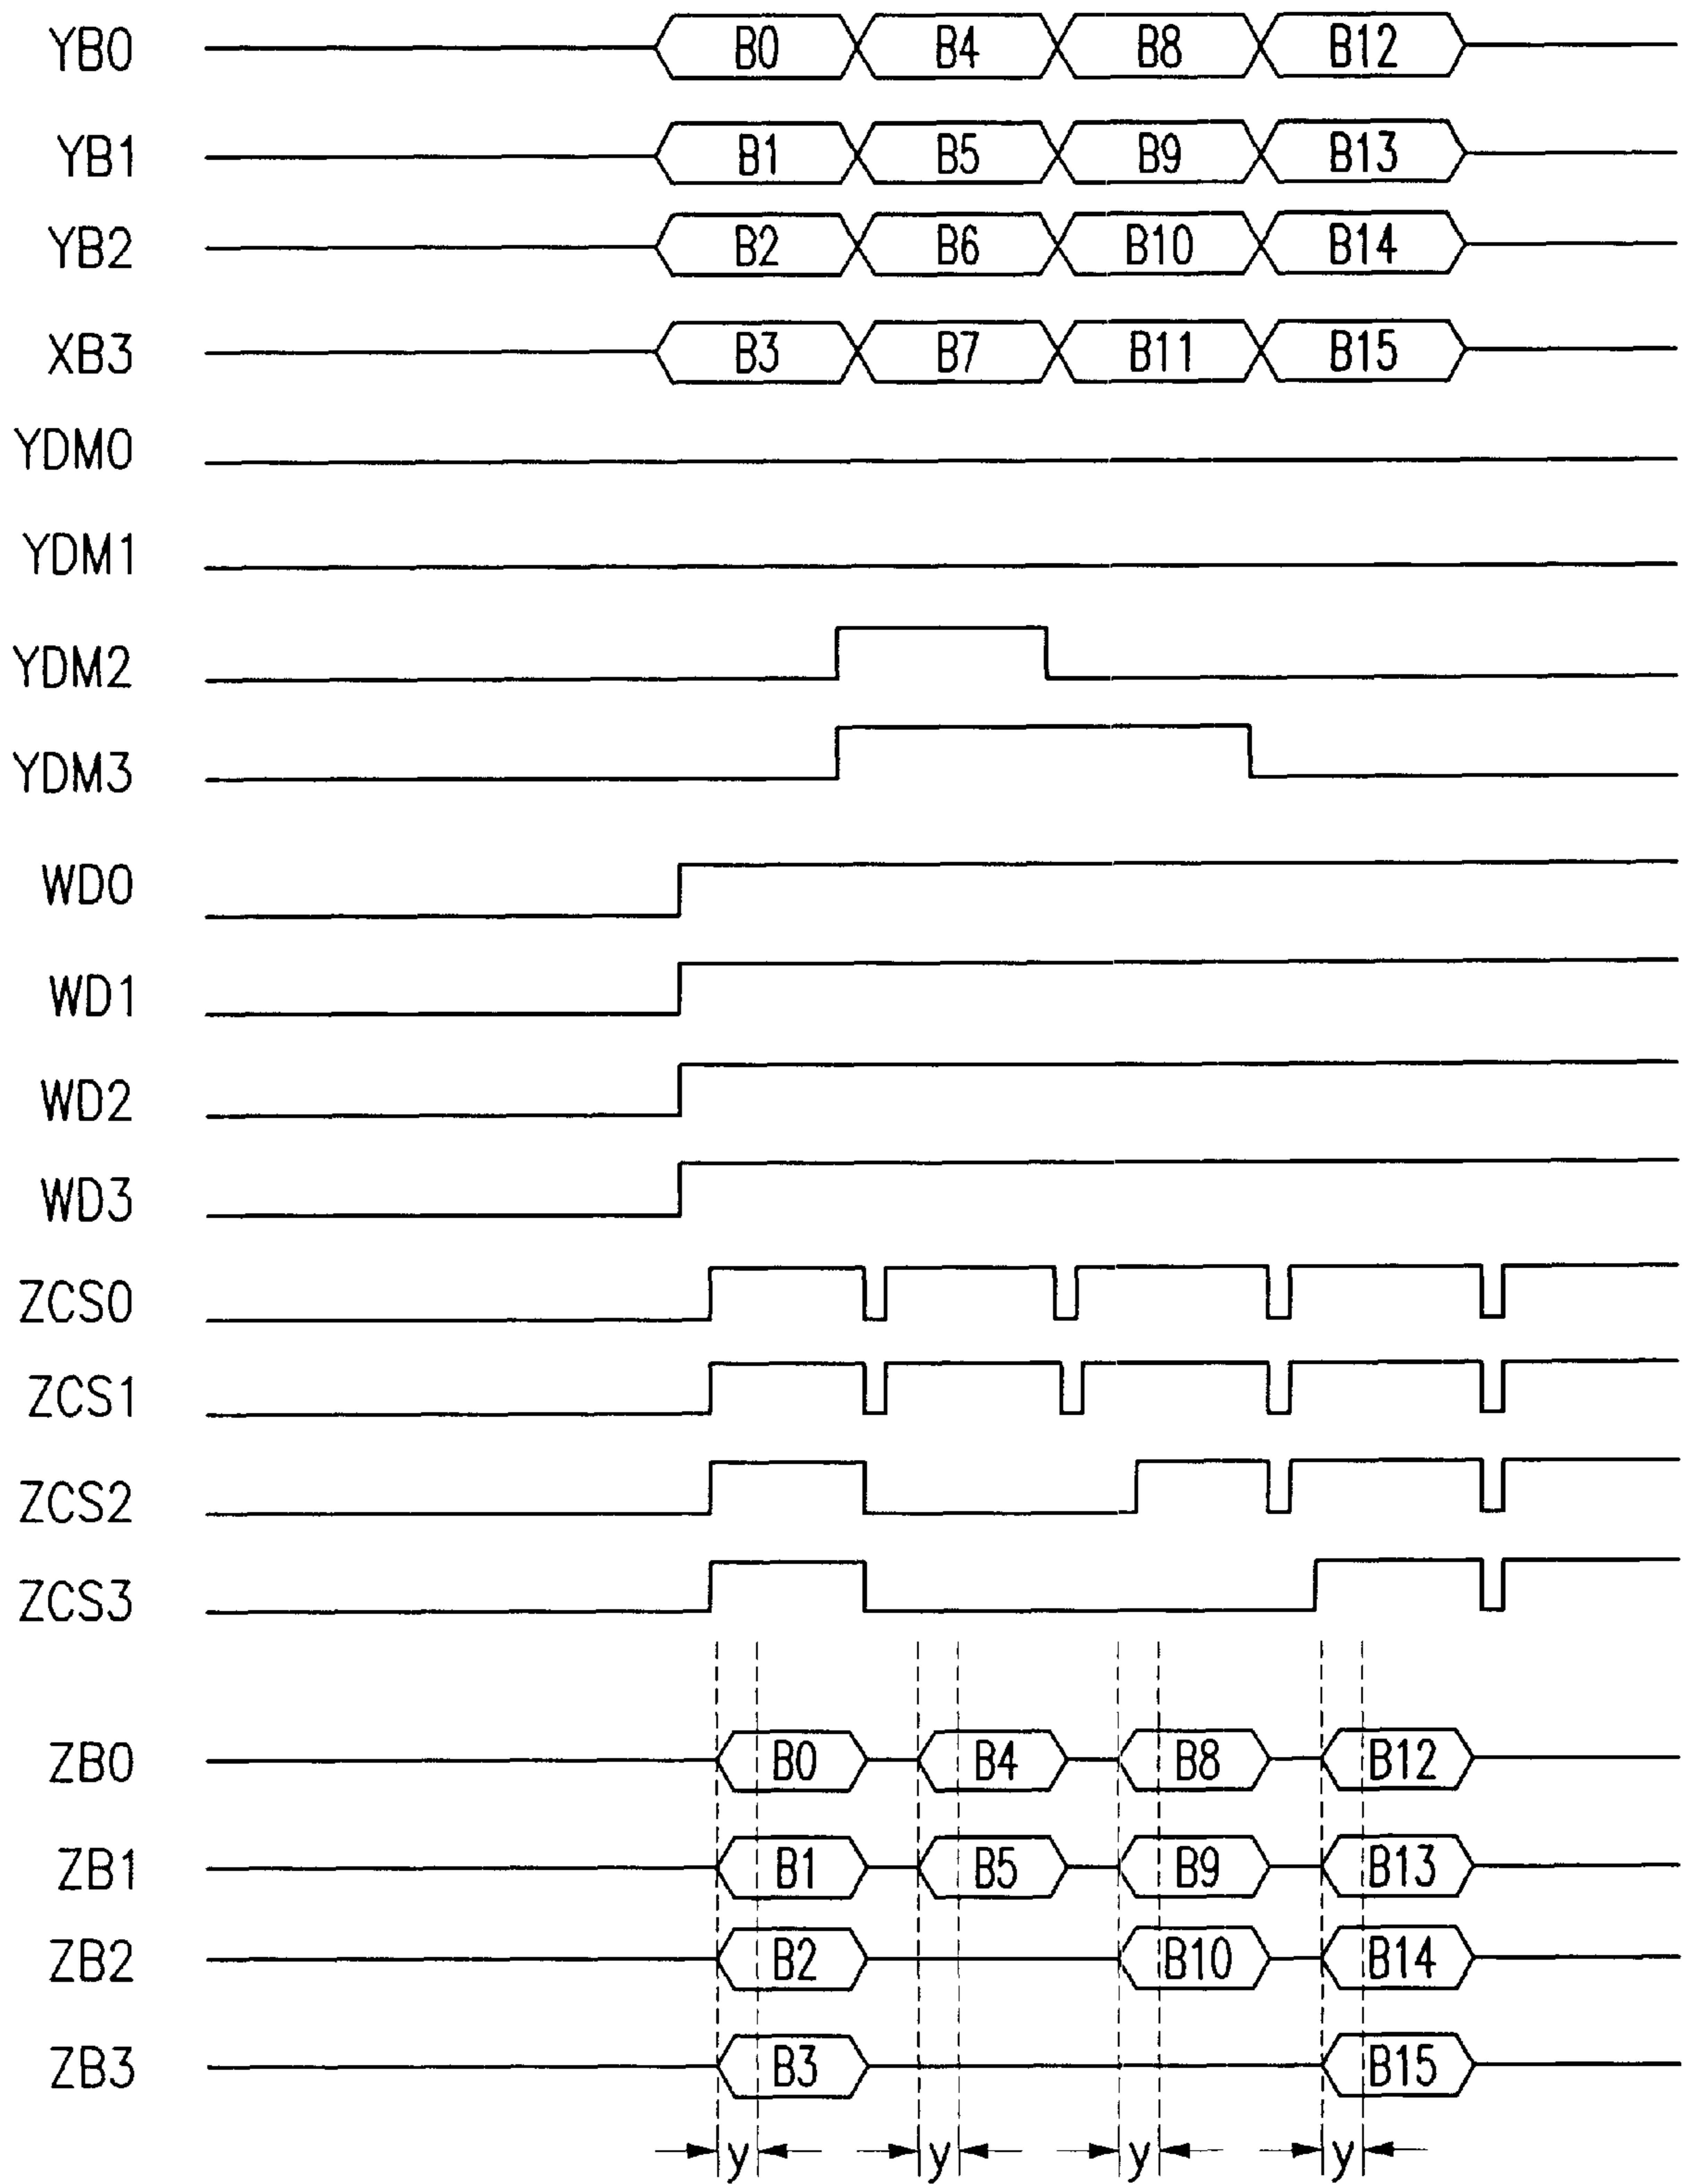 YB0 B0 B4 B8 B12
YB1 B1 B5 B9 B13
YB2 B2 B6 B10 B14
XB3 B3 B7 B11 B15
YDM0
YDM1
YDM2
YDM3
WD0
WD1
WD2
WD3
ZCS0
ZCS1
ZCS2
ZCS3
ZB0 B0 B4 B8 B12
ZB1 B1 B5 B9 B13
ZB2 B2 B10 B14
ZB3 B3 B15
y y y y